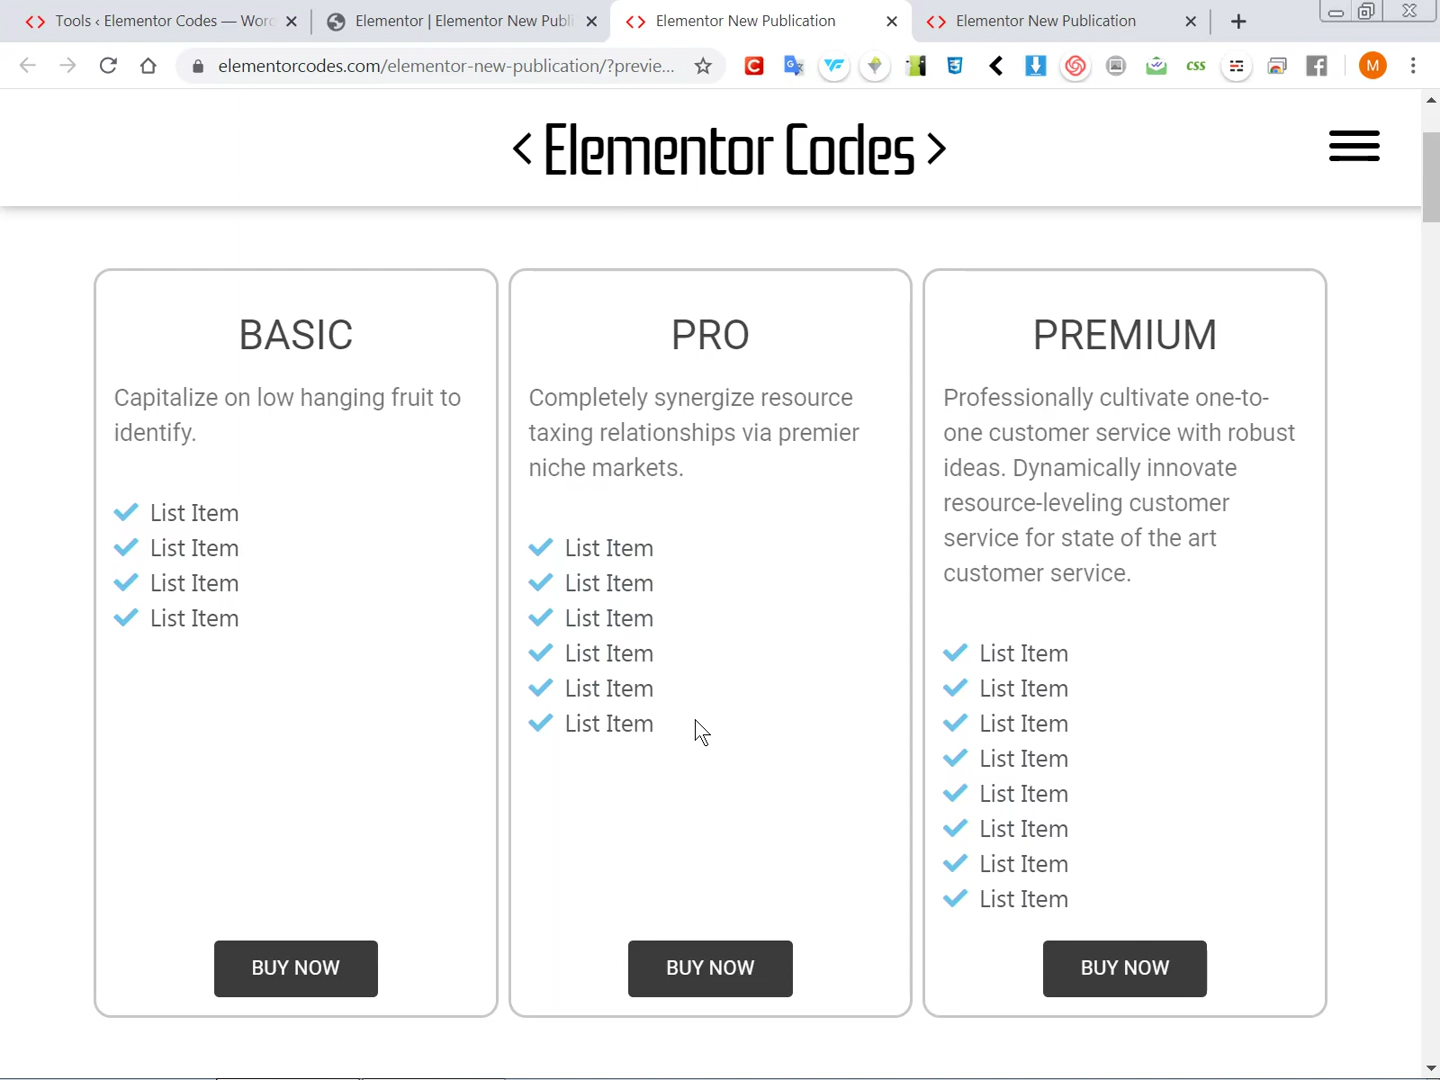 Tools ‹ Elementor Codes — Wor
Elementor | Elementor New Publ
Elementor New Publication
Elementor New Publication
elementorcodes.com/elementor-new-publication/?previe...
css
M
< Elementor Codes >
BASIC
Capitalize on low hanging fruit to
identify.
List Item
List Item
List Item
List Item
BUY NOW
PRO
Completely synergize resource
taxing relationships via premier
niche markets.
List Item
List Item
List Item
List Item
List Item
List Item
BUY NOW
PREMIUM
Professionally cultivate one-to-
one customer service with robust
ideas. Dynamically innovate
resource-leveling customer
service for state of the art
customer service.
List Item
List Item
List Item
List Item
List Item
List Item
List Item
List Item
BUY NOW